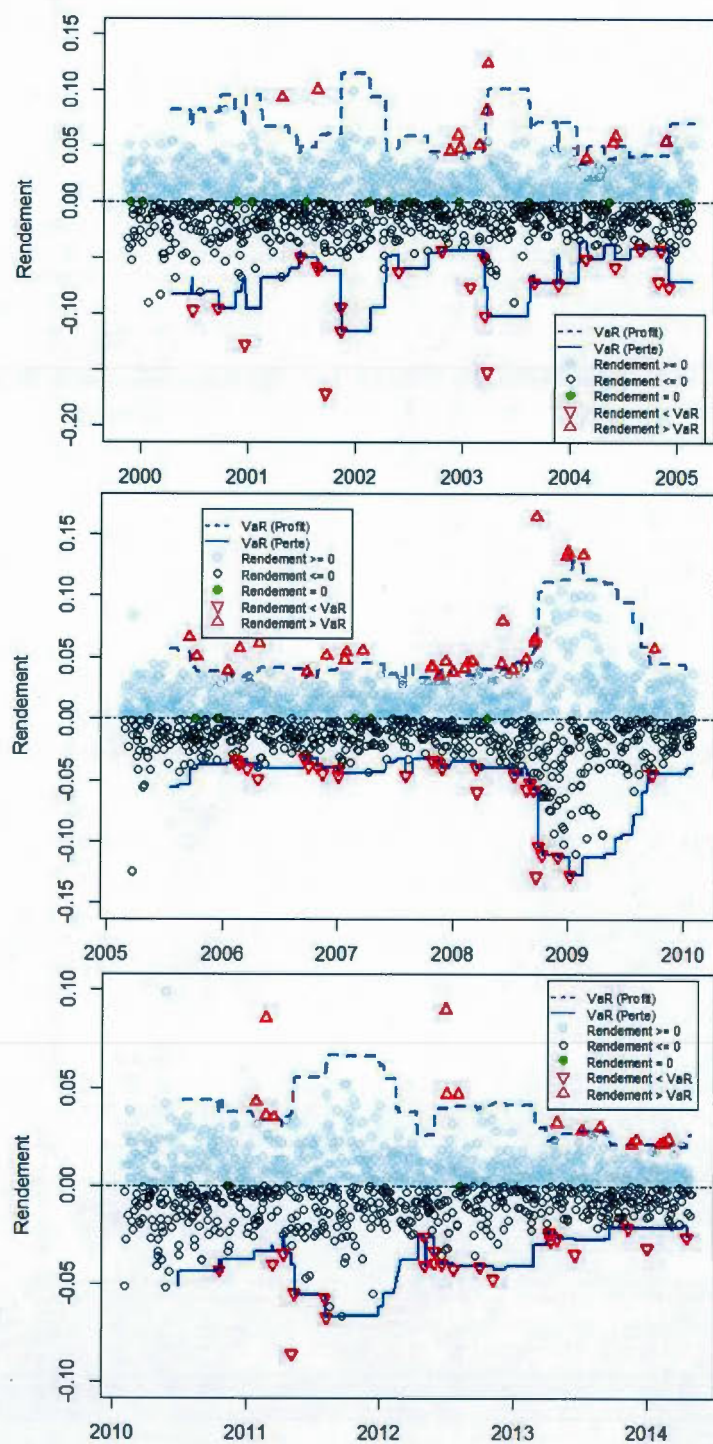 0.15
0.10
0.05
0.00
-0.10
-0.20
Rendement
VaR (Profit)
VaR (Perte)
Rendement >= 0
Rendement <= 0
Rendement = 0
Rendement < VaR
Rendement > VaR
2000 2001 2002 2003 2004 2005
0.15
0.10
0.05
0.00
-0.05
-0.10
-0.15
Rendement
VaR (Profit)
VaR (Perte)
Rendement >= 0
Rendement <= 0
Rendement = 0
Rendement < VaR
Rendement > VaR
2005 2006 2007 2008 2009 2010
0.10
0.05
0.00
-0.05
-0.10
Rendement
VaR (Profit)
VaR (Perte)
Rendement >= 0
Rendement <= 0
Rendement = 0
Rendement < VaR
Rendement > VaR
2010 2011 2012 2013 2014